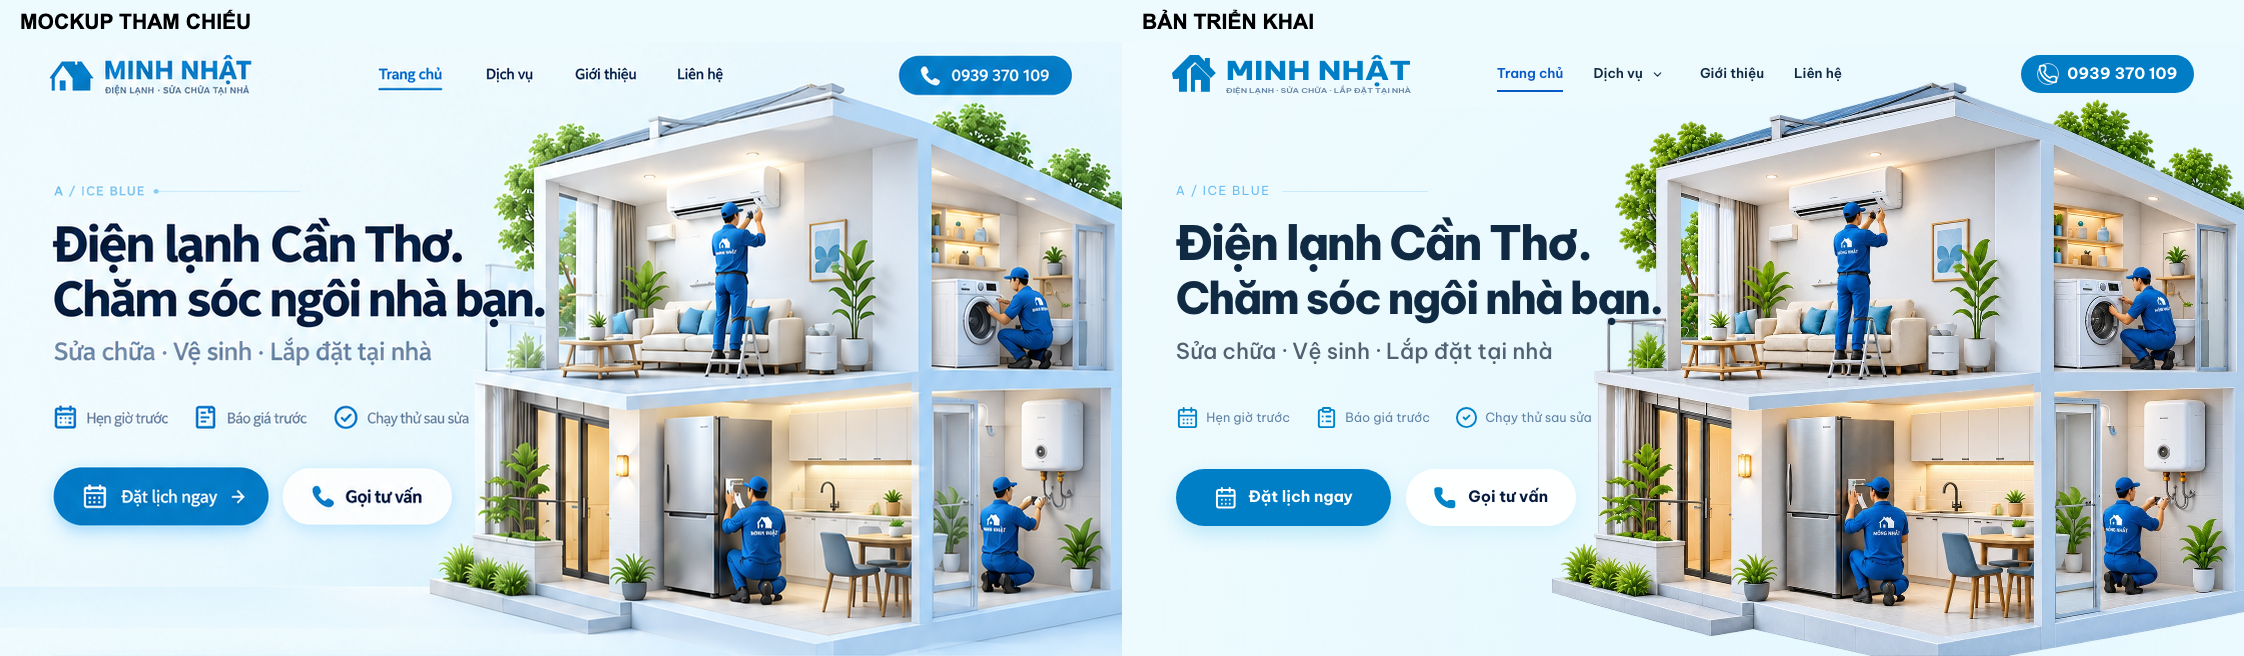 MOCKUP THAM CHIẾU
MINH NHẬT
ĐIỆN LẠNH · SỬA CHỮA TẠI NHÀ
Trang chủ
Dịch vụ
Giới thiệu
Liên hệ
0939 370 109
A / ICE BLUE
Điện lạnh Cần Thơ.
Chăm sóc ngôi nhà bạn.
Sửa chữa · Vệ sinh · Lắp đặt tại nhà
Hẹn giờ trước
Báo giá trước
Chạy thử sau sửa
Đặt lịch ngay
Gọi tư vấn
BẢN TRIỂN KHAI
MINH NHẬT
ĐIỆN LẠNH · SỬA CHỮA · LẮP ĐẶT TẠI NHÀ
Trang chủ
Dịch vụ
Giới thiệu
Liên hệ
0939 370 109
A / ICE BLUE
Điện lạnh Cần Thơ.
Chăm sóc ngôi nhà bạn.
Sửa chữa · Vệ sinh · Lắp đặt tại nhà
Hẹn giờ trước
Báo giá trước
Chạy thử sau sửa
Đặt lịch ngay
Gọi tư vấn